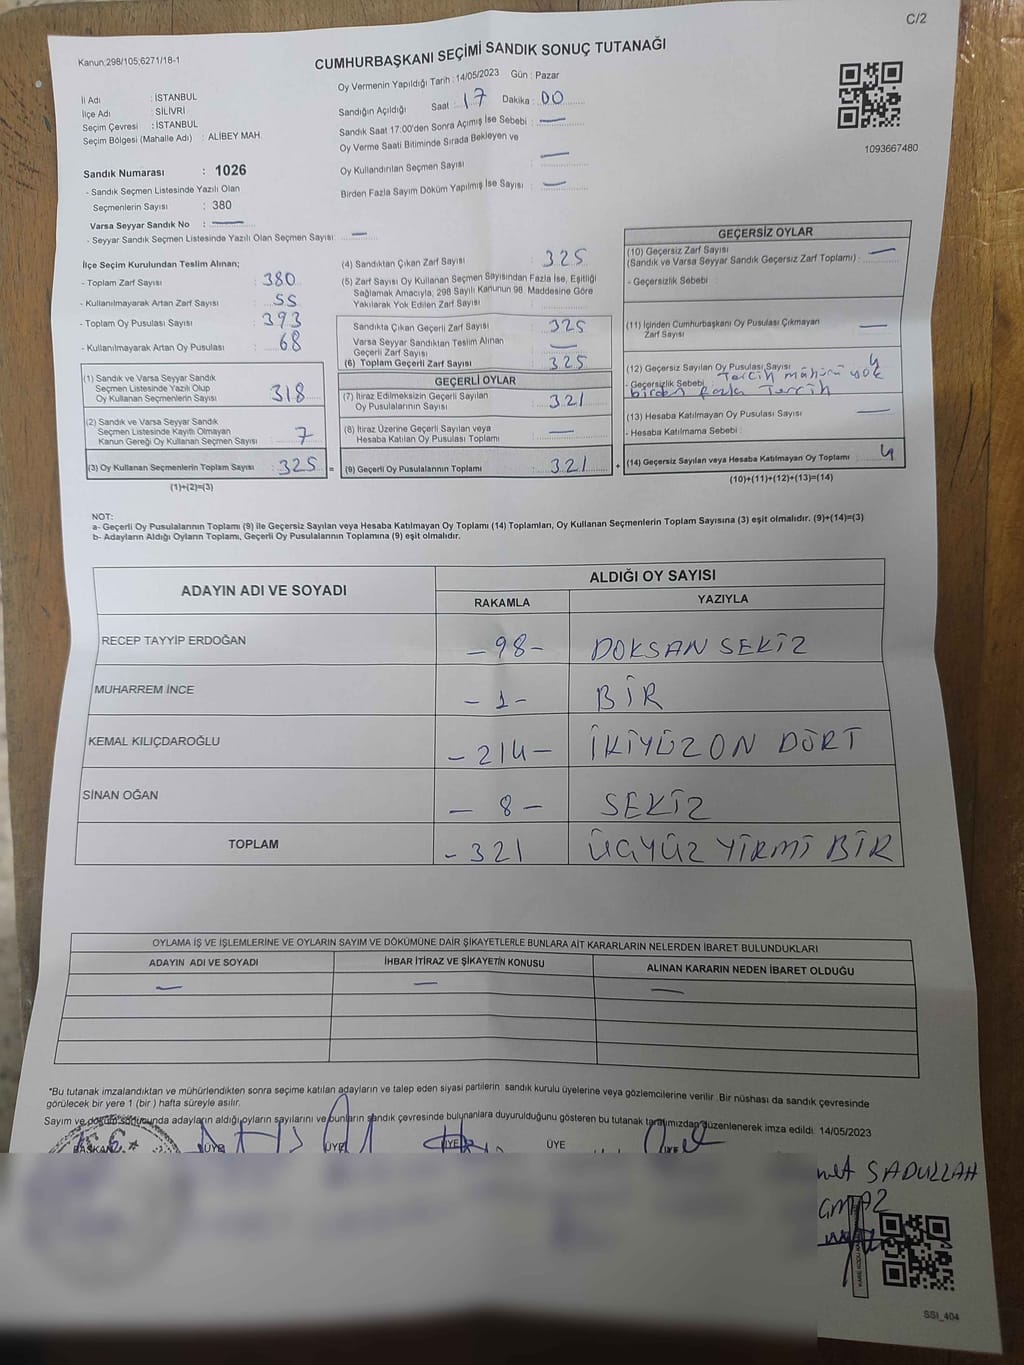 C/2
Kanun;298/105;6271/18-1
CUMHURBAŞKANI SEÇİMİ SANDIK SONUÇ TUTANAĞI
Oy Vermenin Yapıldığı Tarih : 14/05/2023 Gün : Pazar
İl Adı : İSTANBUL
İlçe Adı : SİLİVRİ
Seçim Çevresi : İSTANBUL
Seçim Bölgesi (Mahalle Adı) : ALİBEY MAH.
Sandığın Açıldığı Saat : 17 Dakika : 00
Sandık Saat 17:00'den Sonra Açımış İse Sebebi : —
Oy Verme Saati Bitiminde Sırada Bekleyen ve
Oy Kullandırılan Seçmen Sayısı : —
Birden Fazla Sayım Döküm Yapılmış İse Sayısı : —
1093667480
Sandık Numarası : 1026
- Sandık Seçmen Listesinde Yazılı Olan
Seçmenlerin Sayısı : 380
Varsa Seyyar Sandık No : —
- Seyyar Sandık Seçmen Listesinde Yazılı Olan Seçmen Sayısı: —
İlçe Seçim Kurulundan Teslim Alınan;
- Toplam Zarf Sayısı : 380
- Kullanılmayarak Artan Zarf Sayısı : 55
- Toplam Oy Pusulası Sayısı : 393
- Kullanılmayarak Artan Oy Pusulası : 68
(1) Sandık ve Varsa Seyyar Sandık
Seçmen Listesinde Yazılı Olup
Oy Kullanan Seçmenlerin Sayısı : 318
(2) Sandık ve Varsa Seyyar Sandık
Seçmen Listesinde Kayıtlı Olmayan
Kanun Gereği Oy Kullanan Seçmen Sayısı : 7
(3) Oy Kullanan Seçmenlerin Toplam Sayısı : 325 =
(1)+(2)=(3)
(4) Sandıktan Çıkan Zarf Sayısı : 325
(5) Zarf Sayısı Oy Kullanan Seçmen Sayısından Fazla İse, Eşitliği
Sağlamak Amacıyla; 298 Sayılı Kanunun 98. Maddesine Göre
Yakılarak Yok Edilen Zarf Sayısı :
Sandıkta Çıkan Geçerli Zarf Sayısı : 325
Varsa Seyyar Sandıktan Teslim Alınan
Geçerli Zarf Sayısı : —
(6) Toplam Geçerli Zarf Sayısı : 325
GEÇERLİ OYLAR
(7) İtiraz Edilmeksizin Geçerli Sayılan
Oy Pusulasının Sayısı : 321
(8) İtiraz Üzerine Geçerli Sayılan veya
Hesaba Katılan Oy Pusulası Toplamı : —
(9) Geçerli Oy Pusulalarının Toplamı : 321 +
GEÇERSİZ OYLAR
(10) Geçersiz Zarf Sayısı
(Sandık ve Varsa Seyyar Sandık Geçersiz Zarf Toplamı) : —
- Geçersizlik Sebebi :
(11) İçinden Cumhurbaşkanı Oy Pusulası Çıkmayan
Zarf Sayısı : —
(12) Geçersiz Sayılan Oy Pusulası Sayısı : 4
- Geçersizlik Sebebi : Tercih mühürü yok
birden fazla Tercih
(13) Hesaba Katılmayan Oy Pusulası Sayısı : —
- Hesaba Katılmama Sebebi :
(14) Geçersiz Sayılan veya Hesaba Katılmayan Oy Toplamı : 4
(10)+(11)+(12)+(13)=(14)
NOT:
a- Geçerli Oy Pusulalarının Toplamı (9) ile Geçersiz Sayılan veya Hesaba Katılmayan Oy Toplamı (14) Toplamları, Oy Kullanan Seçmenlerin Toplam Sayısına (3) eşit olmalıdır. (9)+(14)=(3)
b- Adayların Aldığı Oyların Toplamı, Geçerli Oy Pusulalarının Toplamına (9) eşit olmalıdır.
ADAYIN ADI VE SOYADI ALDIĞI OY SAYISI
RAKAMLA YAZIYLA
RECEP TAYYİP ERDOĞAN -98- DOKSAN SEKİZ
MUHARREM İNCE -1- BİR
KEMAL KILIÇDAROĞLU -214- İKİYÜZ ON DÖRT
SİNAN OĞAN -8- SEKİZ
TOPLAM -321 ÜÇYÜZ YİRMİ BİR
OYLAMA İŞ VE İŞLEMLERİNE VE OYLARIN SAYIM VE DÖKÜMÜNE DAİR ŞİKAYETLERLE BUNLARA AİT KARARLARIN NELERDEN İBARET BULUNDUKLARI
ADAYIN ADI VE SOYADI İHBAR İTİRAZ VE ŞİKAYETİN KONUSU ALINAN KARARIN NEDEN İBARET OLDUĞU
— — —
*Bu tutanak imzalandıktan ve mühürlendikten sonra seçime katılan adayların ve talep eden siyasi partilerin sandık kurulu üyelerine veya gözlemcilerine verilir .Bir nüshası da sandık çevresinde
görülecek bir yere 1 (bir ) hafta süreyle asılır.
Sayım ve döküm sonucunda adayların aldığı oyların sayılarını ve bunların sandık çevresinde bulunanlara duyurulduğunu gösteren bu tutanak tarafımızdan düzenlenerek imza edildi. 14/05/2023
BAŞKAN ÜYE ÜYE ÜYE ÜYE ÜYE
SADULLAH
SSI_404